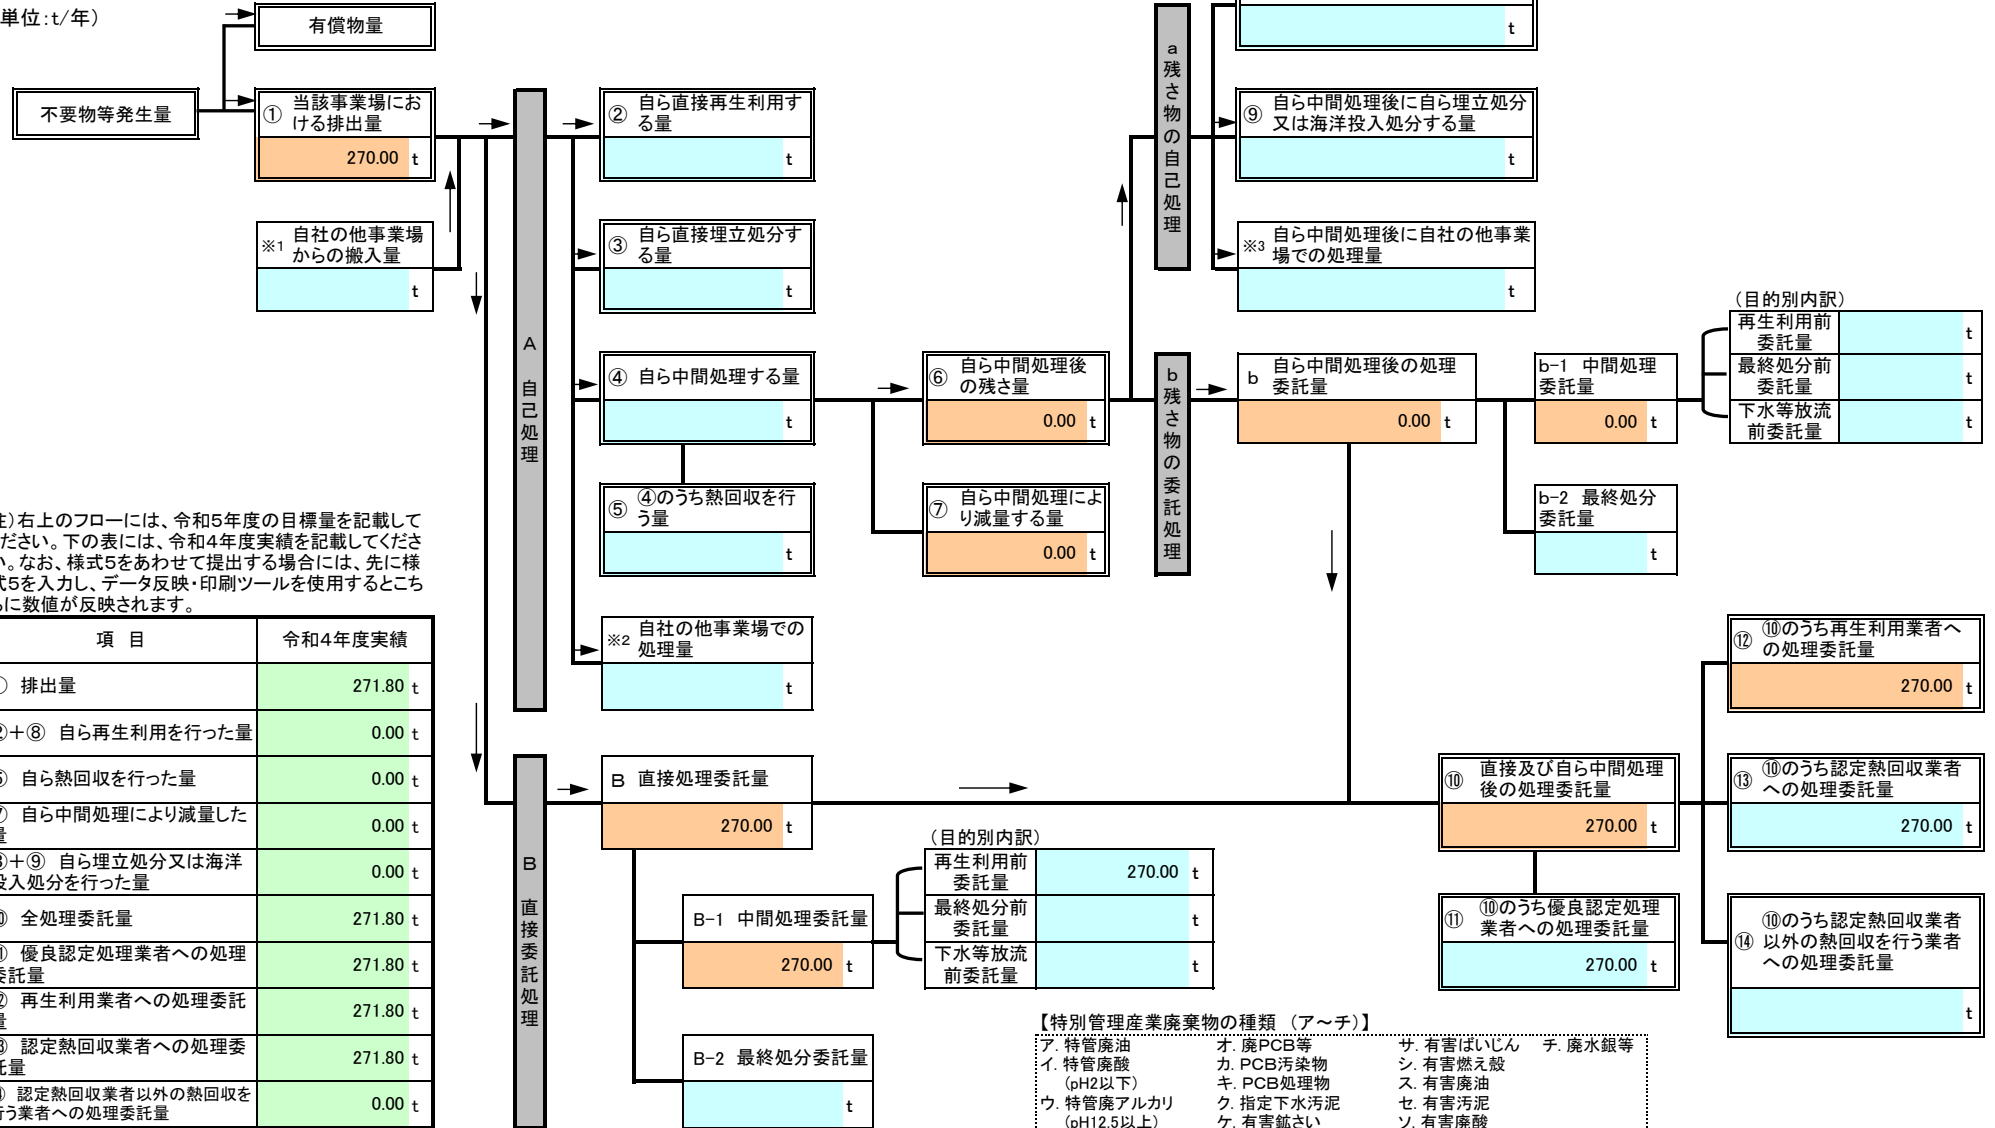 単位:t/年)
有償物量
不要物等発生量
① 当該事業場における排出量
270.00 t
※1 自社の他事業場からの搬入量
t
A 自己処理
② 自ら直接再生利用する量
t
③ 自ら直接埋立処分する量
t
④ 自ら中間処理する量
t
⑤ ④のうち熱回収を行う量
t
※2 自社の他事業場での処理量
t
⑥ 自ら中間処理後の残さ量
0.00 t
⑦ 自ら中間処理により減量する量
0.00 t
a 残さ物の自己処理
t
⑨ 自ら中間処理後に自ら埋立処分又は海洋投入処分する量
t
※3 自ら中間処理後に自社の他事業場での処理量
t
b 残さ物の委託処理
b 自ら中間処理後の処理委託量
0.00 t
b-1 中間処理委託量
0.00 t
b-2 最終処分委託量
t
(目的別内訳)
再生利用前委託量 t
最終処分前委託量 t
下水等放流前委託量 t
注)右上のフローには、令和5年度の目標量を記載して
ください。下の表には、令和4年度実績を記載してくださ
い。なお、様式5をあわせて提出する場合には、先に様
式5を入力し、データ反映・印刷ツールを使用するとこち
らに数値が反映されます。
項 目 令和4年度実績
① 排出量 271.80 t
②+⑧ 自ら再生利用を行った量 0.00 t
⑤ 自ら熱回収を行った量 0.00 t
⑦ 自ら中間処理により減量した量 0.00 t
③+⑨ 自ら埋立処分又は海洋投入処分を行った量 0.00 t
⑩ 全処理委託量 271.80 t
⑪ 優良認定処理業者への処理委託量 271.80 t
⑫ 再生利用業者への処理委託量 271.80 t
⑬ 認定熱回収業者への処理委託量 271.80 t
⑭ 認定熱回収業者以外の熱回収を行う業者への処理委託量 0.00 t
B 直接委託処理
B 直接処理委託量
270.00 t
B-1 中間処理委託量
270.00 t
B-2 最終処分委託量
t
(目的別内訳)
再生利用前委託量 270.00 t
最終処分前委託量 t
下水等放流前委託量 t
⑩ 直接及び自ら中間処理後の処理委託量
270.00 t
⑪ ⑩のうち優良認定処理業者への処理委託量
270.00 t
⑫ ⑩のうち再生利用業者への処理委託量
270.00 t
⑬ ⑩のうち認定熱回収業者への処理委託量
270.00 t
⑭ ⑩のうち認定熱回収業者以外の熱回収を行う業者への処理委託量
t
【特別管理産業廃棄物の種類 (ア～チ)】
ア. 特管廃油 オ. 廃PCB等 サ. 有害ばいじん チ. 廃水銀等
イ. 特管廃酸 カ. PCB汚染物 シ. 有害燃え殻
(pH2以下) キ. PCB処理物 ス. 有害廃油
ウ. 特管廃アルカリ ク. 指定下水汚泥 セ. 有害汚泥
(pH12.5以上) ケ. 有害鉱さい ソ. 有害廃酸